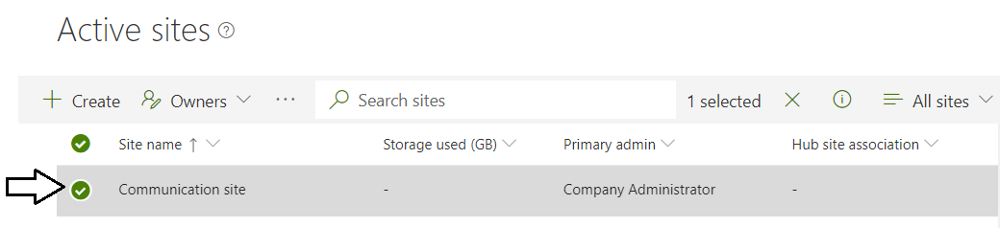 Active sites
Create Owners ... Search sites 1 selected All sites
Site name Storage used (GB) Primary admin Hub site association
Communication site - Company Administrator -